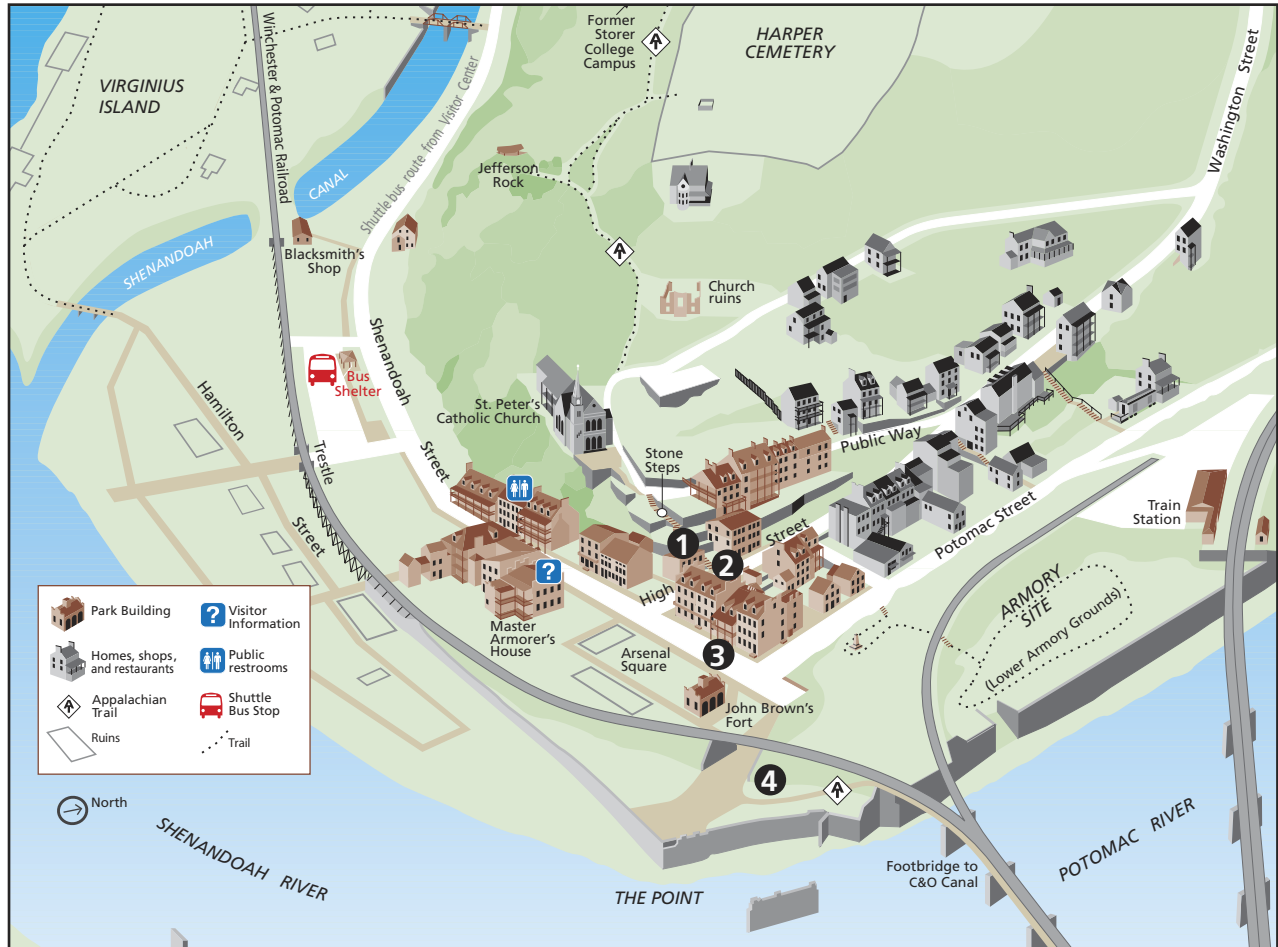 Former
Storer
College
Campus
HARPER
CEMETERY
Washington Street
Winchester & Potomac Railroad
VIRGINIUS
ISLAND
CANAL
Shuttle bus route from Visitor Center
Jefferson
Rock
Blacksmith's
Shop
SHENANDOAH
Church
ruins
Shenandoah
Street
Bus
Shelter
Hamilton
Street
Trestle
St. Peter's
Catholic Church
Stone
Steps
Public Way
Potomac Street
Train
Station
1
2
High
Street
?
Master
Armorer's
House
Arsenal
Square
3
John Brown's
Fort
ARMORY
SITE
(Lower Armory Grounds)
4
Park Building
Homes, shops,
and restaurants
Appalachian
Trail
Ruins
?
Visitor
Information
Public
restrooms
Shuttle
Bus Stop
Trail
North
SHENANDOAH RIVER
THE POINT
Footbridge to
C&O Canal
POTOMAC RIVER